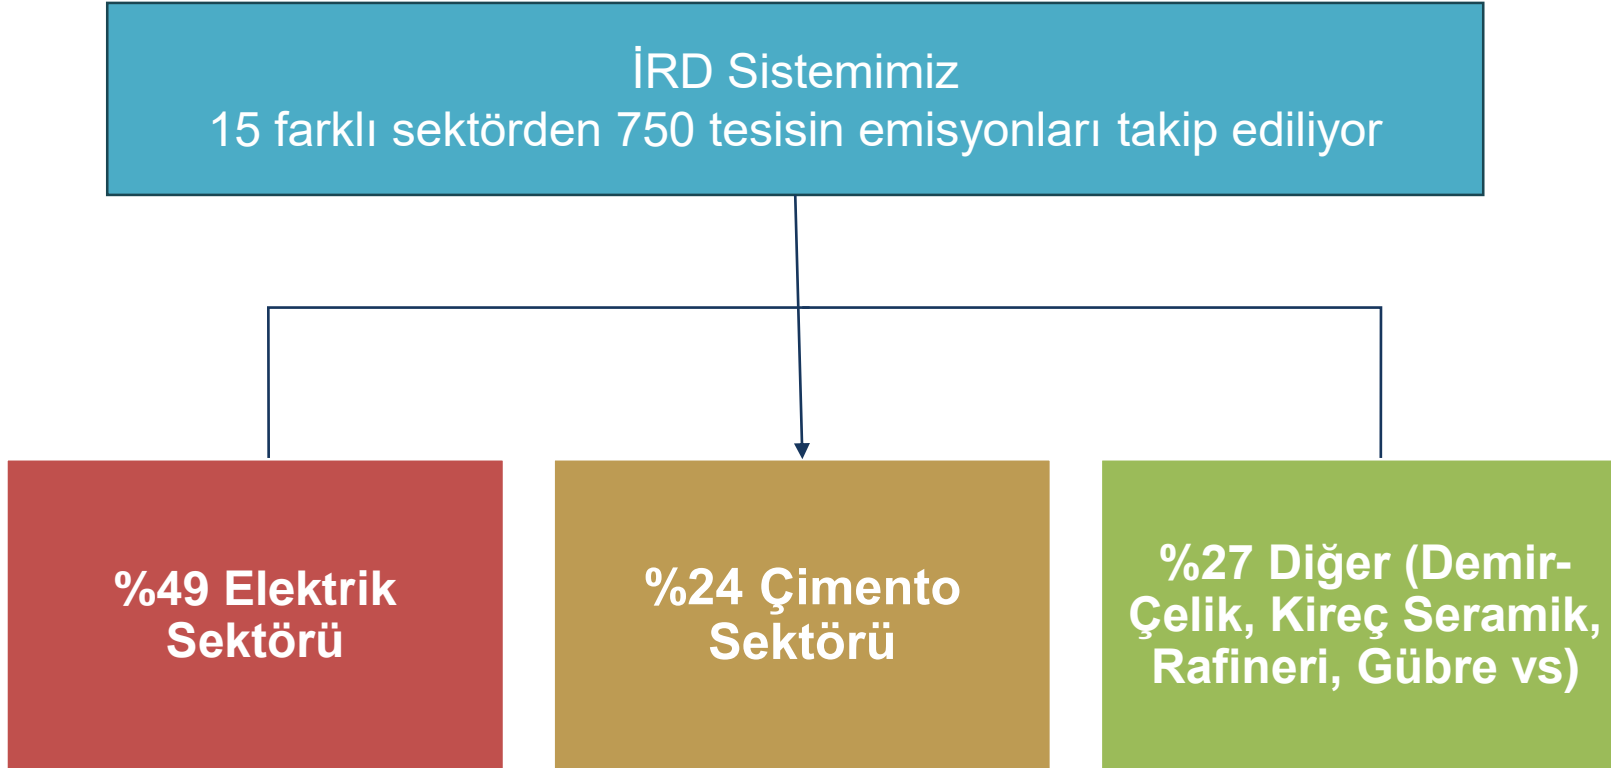 İRD Sistemimiz
15 farklı sektörden 750 tesisin emisyonları takip ediliyor
%49 Elektrik
Sektörü
%24 Çimento
Sektörü
%27 Diğer (Demir-
Çelik, Kireç Seramik,
Rafineri, Gübre vs)